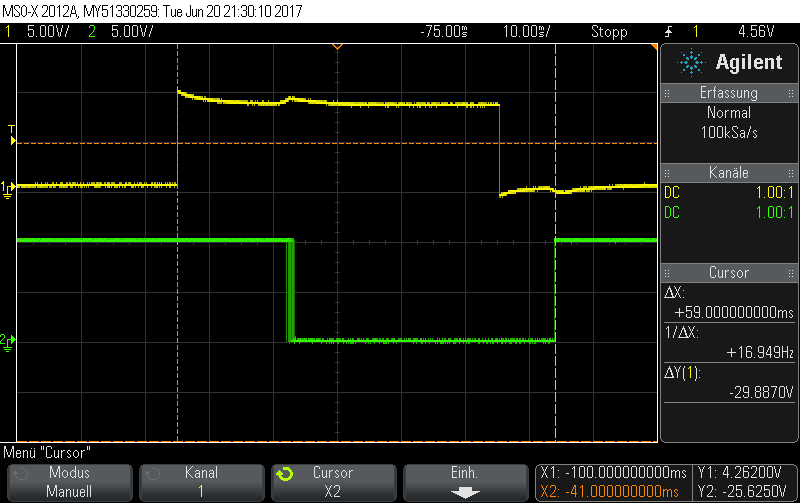 MSO-X 2012A, MY51330259: Tue Jun 20 21:30:10 2017
1 5.00V/ 2 5.00V/ -75.00ms 10.00ms/ Stopp 1 4.56V
Agilent
Erfassung
Normal
100kSa/s
Kanäle
DC 1.00:1
DC 1.00:1
Cursor
ΔX:
+59.000000000ms
1/ΔX:
+16.949Hz
ΔY(1):
-29.8870V
T
1
2
Menü "Cursor"
Modus
Manuell
Kanal
1
Cursor
X2
Einh.
X1: -100.000000000ms
X2: -41.000000000ms
Y1: 4.26200V
Y2: -25.6250V